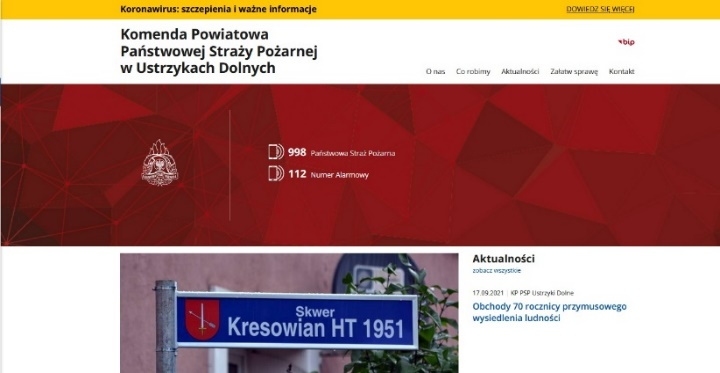 Koronawirus: szczepienia i ważne informacje
DOWIEDZ SIĘ WIĘCEJ
Komenda Powiatowa
Państwowej Straży Pożarnej
w Ustrzykach Dolnych
bip
O nas Co robimy Aktualności Załatw sprawę Kontakt
998 Państwowa Straż Pożarna
112 Numer Alarmowy
Skwer
Kresowian HT 1951
Aktualności
zobacz wszystkie
17.09.2021 | KP PSP Ustrzyki Dolne
Obchody 70 rocznicy przymusowego
wysiedlenia ludności